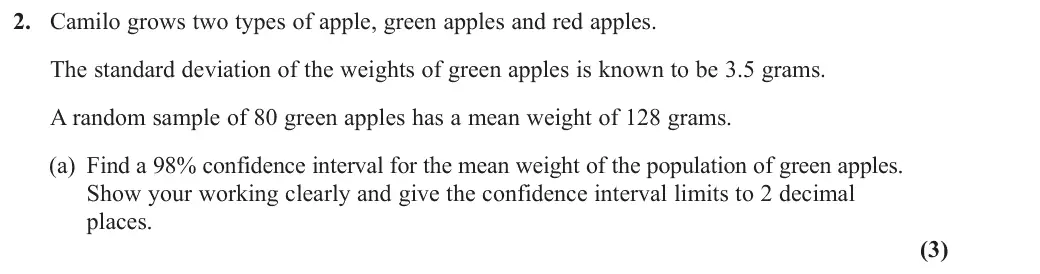 2. Camilo grows two types of apple, green apples and red apples.
The standard deviation of the weights of green apples is known to be 3.5 grams.
A random sample of 80 green apples has a mean weight of 128 grams.
(a) Find a 98% confidence interval for the mean weight of the population of green apples.
Show your working clearly and give the confidence interval limits to 2 decimal
places.
(3)